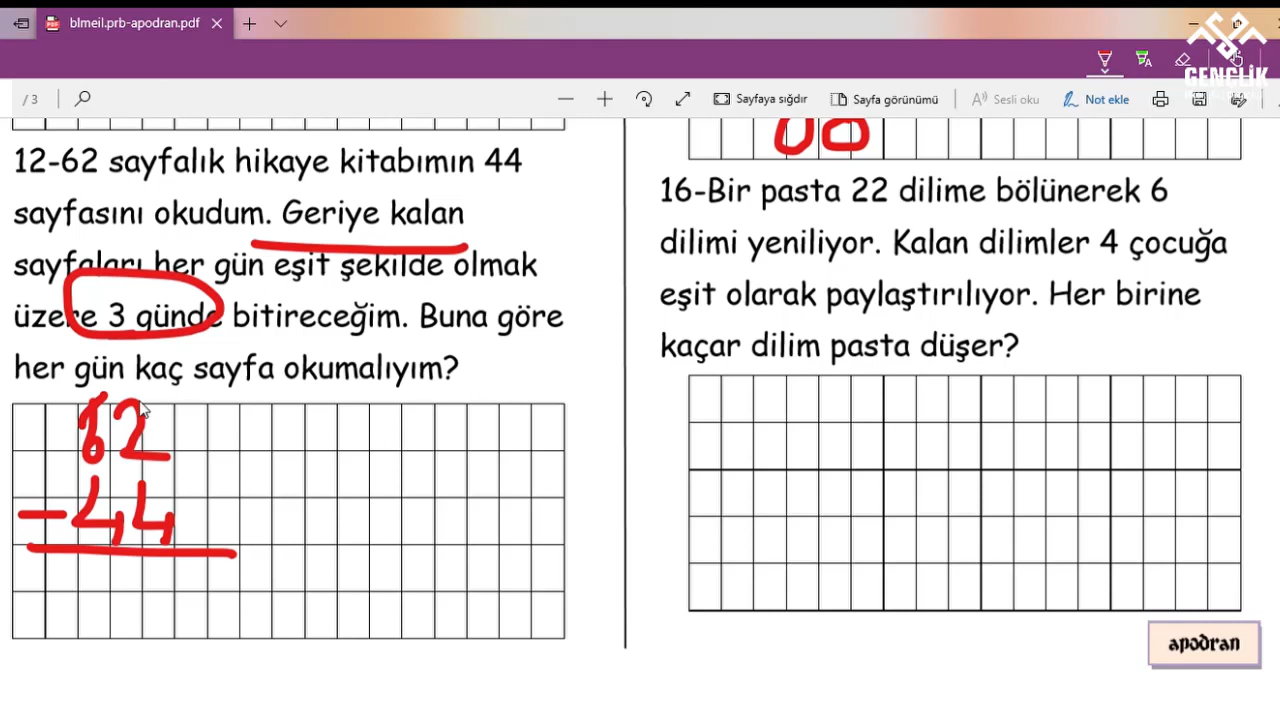 blmeil.prb-apodran.pdf
GENÇLİK
/ 3
Sayfaya sığdır
Sayfa görünümü
Sesli oku
Not ekle
12-62 sayfalık hikaye kitabımın 44
sayfasını okudum. Geriye kalan
sayfaları her gün eşit şekilde olmak
üzere 3 günde bitireceğim. Buna göre
her gün kaç sayfa okumalıyım?
62
-44
00
16-Bir pasta 22 dilime bölünerek 6
dilimi yeniliyor. Kalan dilimler 4 çocuğa
eşit olarak paylaştırılıyor. Her birine
kaçar dilim pasta düşer?
apodran